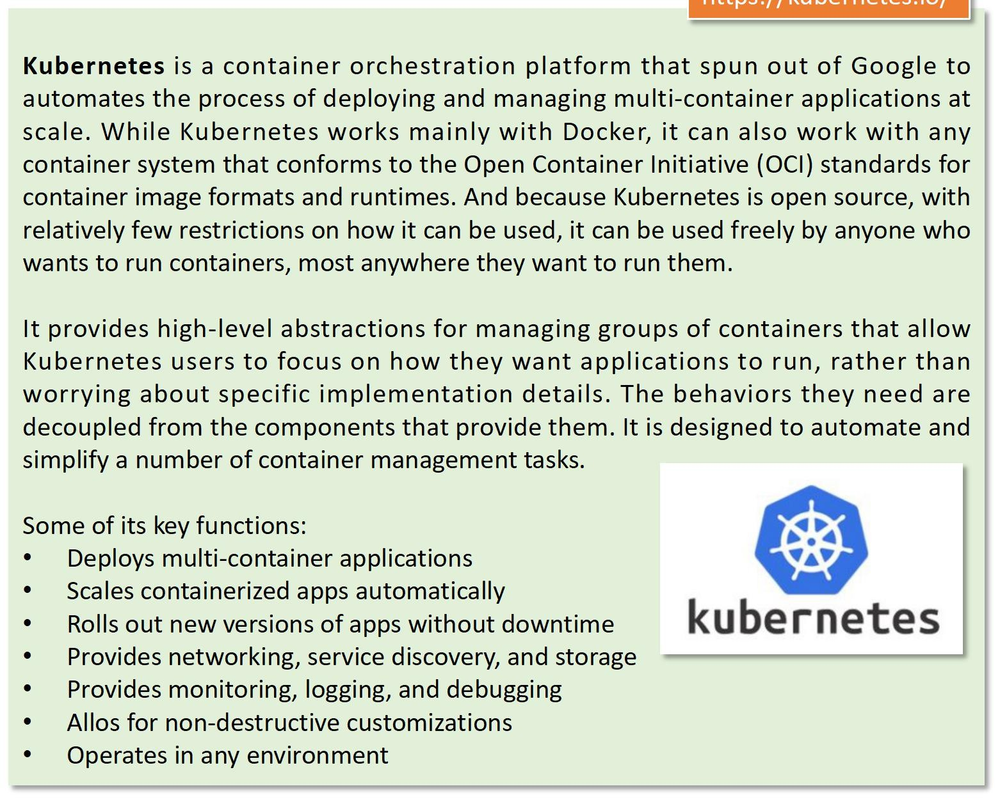 https://kubernetes.io/
Kubernetes is a container orchestration platform that spun out of Google to
automates the process of deploying and managing multi-container applications at
scale. While Kubernetes works mainly with Docker, it can also work with any
container system that conforms to the Open Container Initiative (OCI) standards for
container image formats and runtimes. And because Kubernetes is open source, with
relatively few restrictions on how it can be used, it can be used freely by anyone who
wants to run containers, most anywhere they want to run them.
It provides high-level abstractions for managing groups of containers that allow
Kubernetes users to focus on how they want applications to run, rather than
worrying about specific implementation details. The behaviors they need are
decoupled from the components that provide them. It is designed to automate and
simplify a number of container management tasks.
Some of its key functions:
• Deploys multi-container applications
• Scales containerized apps automatically
• Rolls out new versions of apps without downtime
• Provides networking, service discovery, and storage
• Provides monitoring, logging, and debugging
• Allos for non-destructive customizations
• Operates in any environment
kubernetes